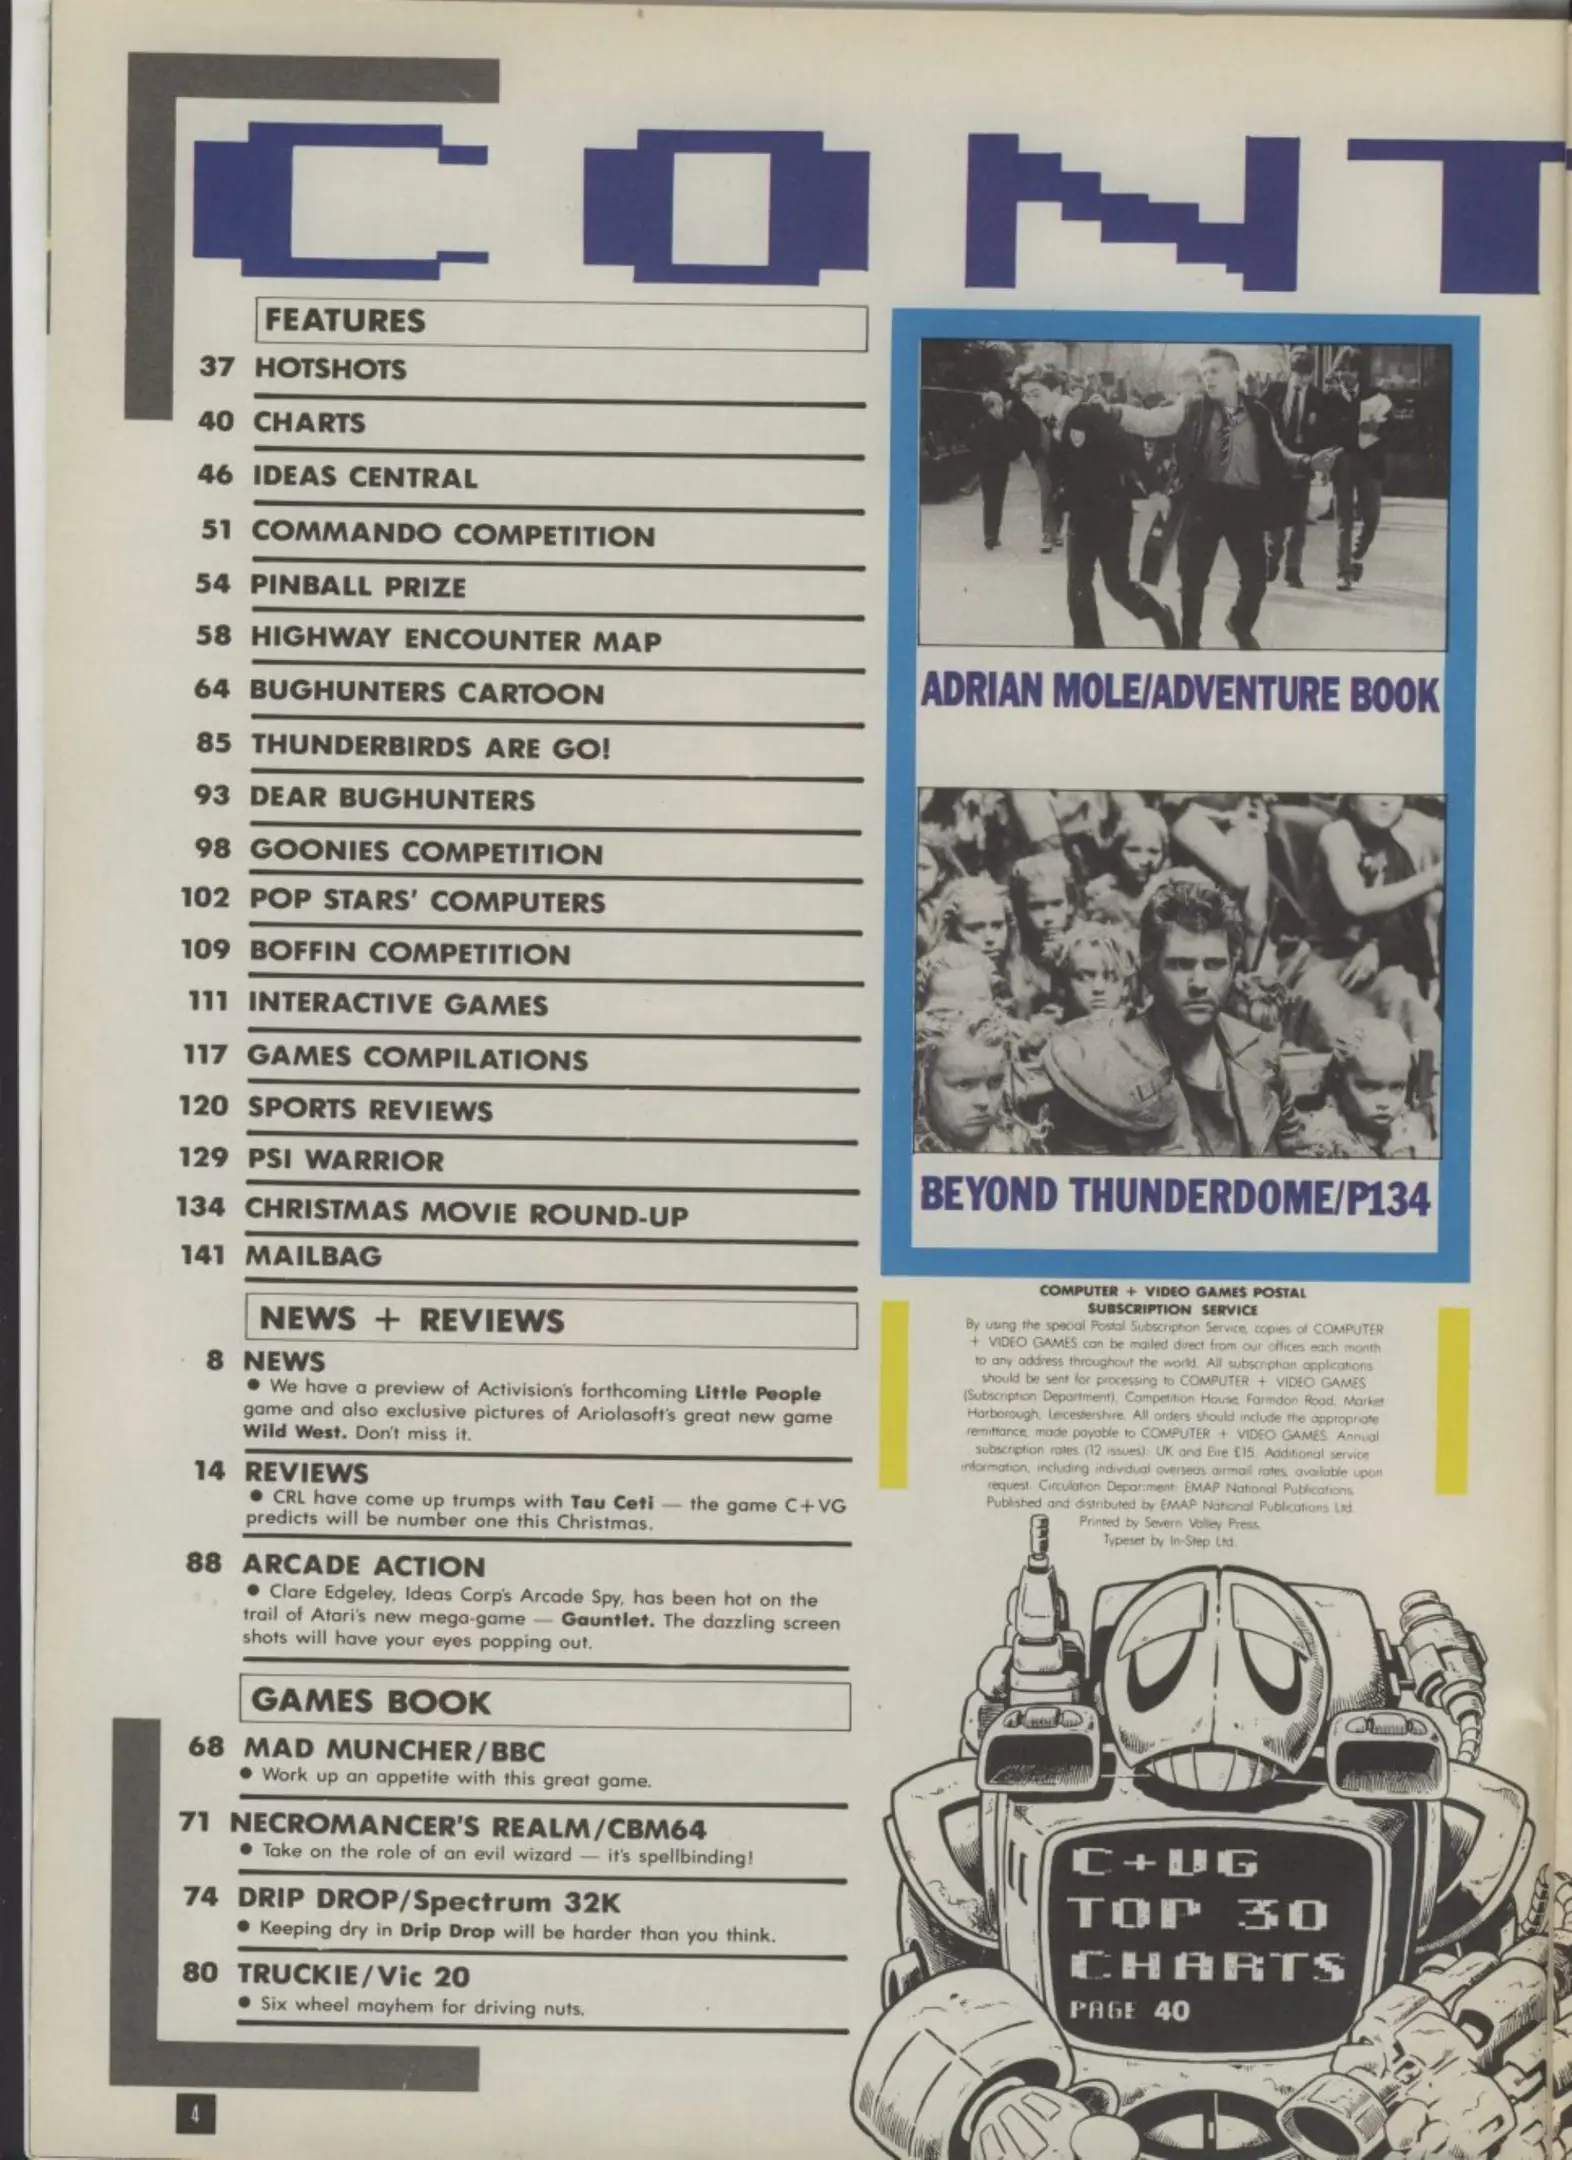 CONT
FEATURES
37 HOTSHOTS
40 CHARTS
46 IDEAS CENTRAL
51 COMMANDO COMPETITION
54 PINBALL PRIZE
58 HIGHWAY ENCOUNTER MAP
64 BUGHUNTERS CARTOON
85 THUNDERBIRDS ARE GO!
93 DEAR BUGHUNTERS
98 GOONIES COMPETITION
102 POP STARS' COMPUTERS
109 BOFFIN COMPETITION
111 INTERACTIVE GAMES
117 GAMES COMPILATIONS
120 SPORTS REVIEWS
129 PSI WARRIOR
134 CHRISTMAS MOVIE ROUND-UP
141 MAILBAG
NEWS + REVIEWS
8 NEWS
● We have a preview of Activision's forthcoming Little People
game and also exclusive pictures of Ariolasoft's great new game
Wild West. Don't miss it.
14 REVIEWS
● CRL have come up trumps with Tau Ceti — the game C+VG
predicts will be number one this Christmas.
88 ARCADE ACTION
● Clare Edgeley, Ideas Corp's Arcade Spy, has been hot on the
trail of Atari's new mega-game — Gauntlet. The dazzling screen
shots will have your eyes popping out.
GAMES BOOK
68 MAD MUNCHER/BBC
● Work up an appetite with this great game.
71 NECROMANCER'S REALM/CBM64
● Take on the role of an evil wizard — it's spellbinding!
74 DRIP DROP/Spectrum 32K
● Keeping dry in Drip Drop will be harder than you think.
80 TRUCKIE/Vic 20
● Six wheel mayhem for driving nuts.
4
ADRIAN MOLE/ADVENTURE BOOK
BEYOND THUNDERDOME/P134
COMPUTER + VIDEO GAMES POSTAL
SUBSCRIPTION SERVICE
By using the special Postal Subscription Service, copies of COMPUTER
+ VIDEO GAMES can be mailed direct from our offices each month
to any address throughout the world. All subscription applications
should be sent for processing to COMPUTER + VIDEO GAMES
(Subscription Department), Competition House, Farmdon Road, Market
Harborough, Leicestershire. All orders should include the appropriate
remittance, made payable to COMPUTER + VIDEO GAMES. Annual
subscription rates (12 issues): UK and Eire £15. Additional service
information, including individual overseas airmail rates, available upon
request. Circulation Department: EMAP National Publications.
Published and distributed by EMAP National Publications Ltd.
Printed by Severn Valley Press.
Typeset by In-Step Ltd.
C+VG
TOP 30
CHARTS
PAGE 40